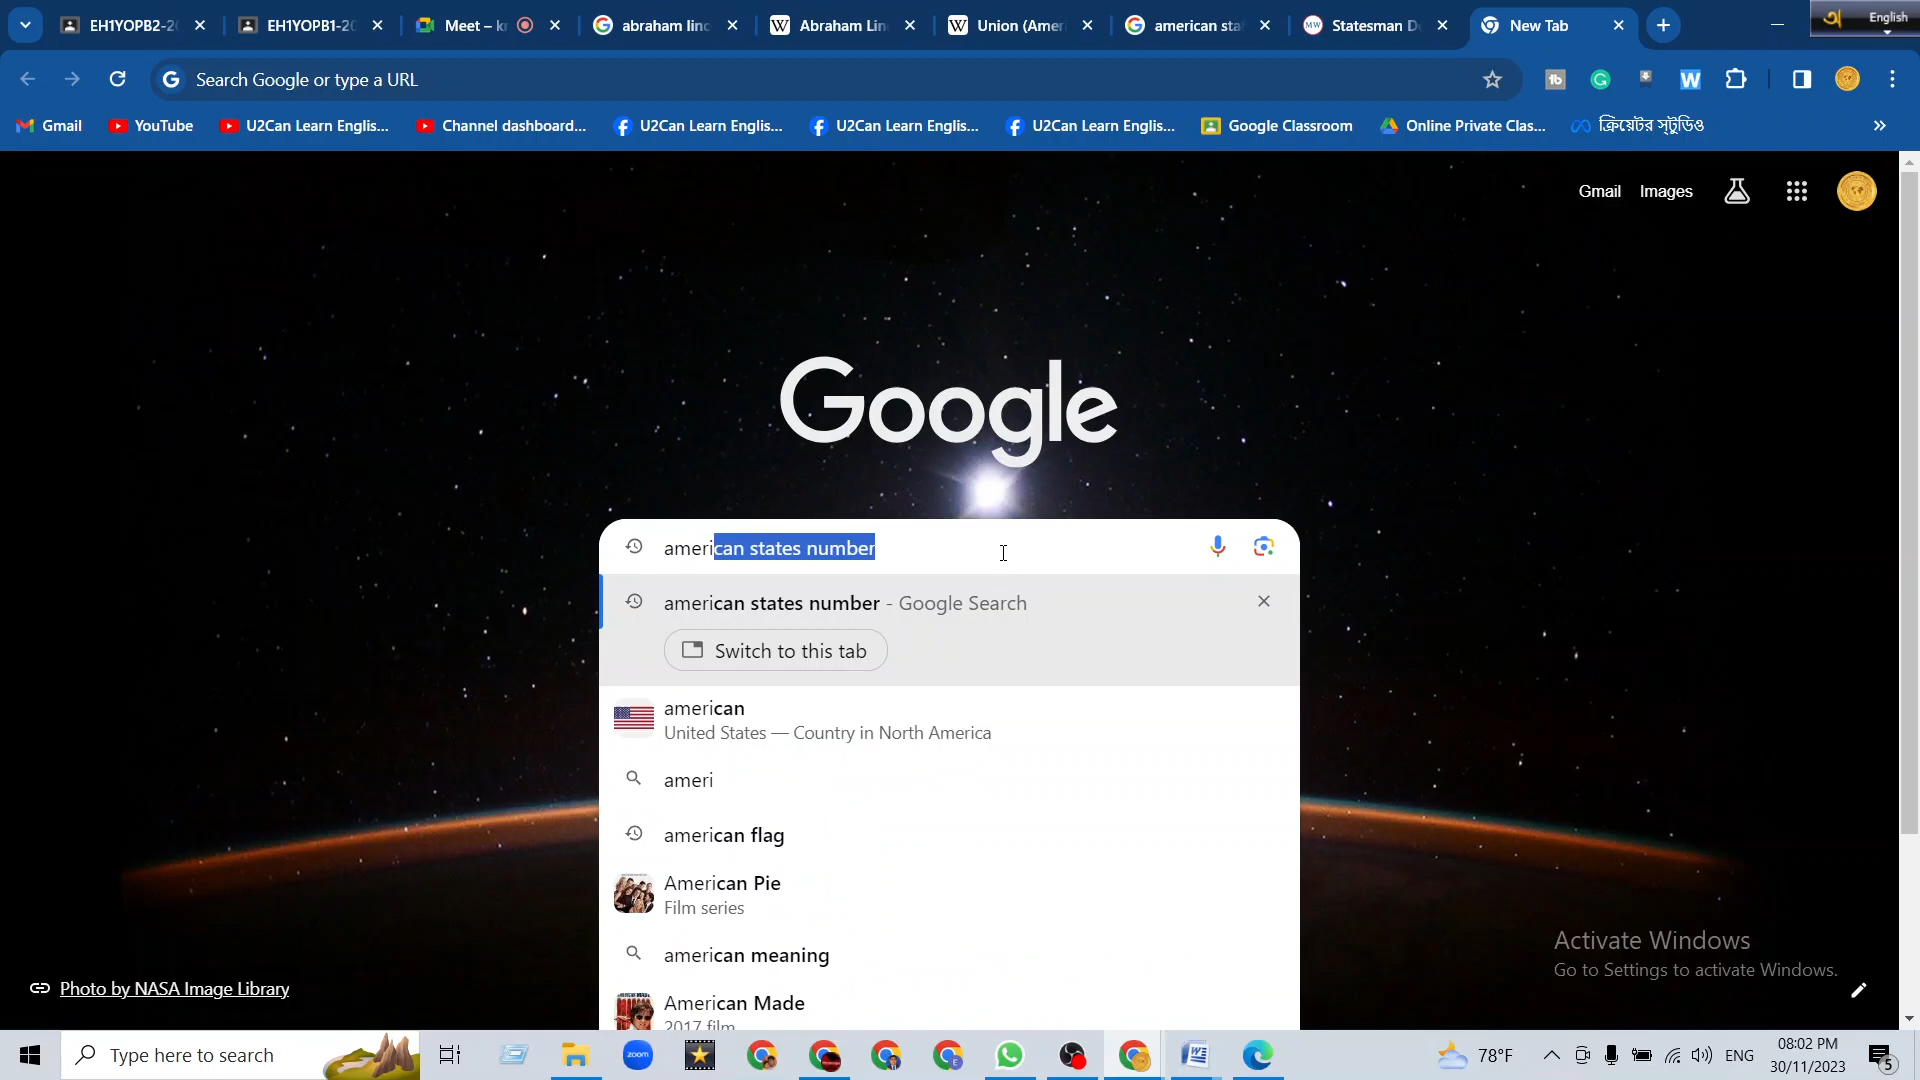 EH1YOPB2-20
EH1YOPB1-20
Meet – k
abraham linc
Abraham Lin
Union (Amer
american sta
Statesman D
New Tab
English
Search Google or type a URL
Gmail
YouTube
U2Can Learn Englis...
Channel dashboard...
U2Can Learn Englis...
U2Can Learn Englis...
U2Can Learn Englis...
Google Classroom
Online Private Clas...
ক্রিয়েটর স্টুডিও
Gmail Images
Google
american states number
american states number - Google Search
Switch to this tab
american
United States — Country in North America
ameri
american flag
American Pie
Film series
american meaning
American Made
2017 film
Activate Windows
Go to Settings to activate Windows.
Photo by NASA Image Library
Type here to search
zoom
78°F
ENG
08:02 PM
30/11/2023
5